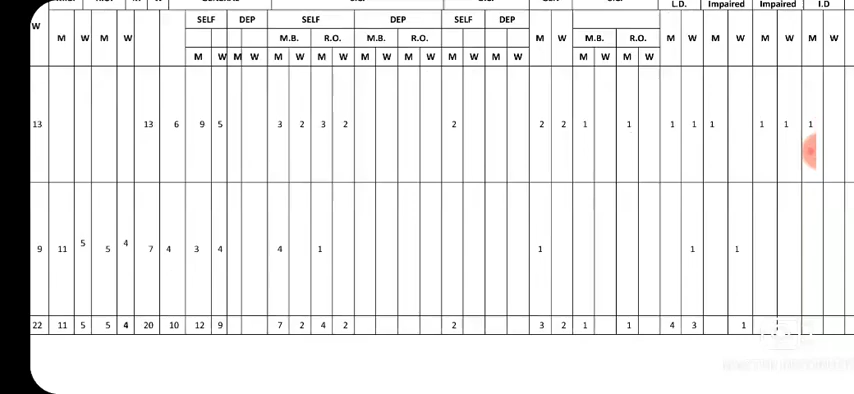 L.D. Impaired Impaired I.D
SELF DEP SELF DEP SELF DEP
W
M W M W M.B. R.O. M.B. R.O. M W M.B. R.O. M W M W M W M W
M W M W M W M W M W M W M W M W M W M W
13 13 6 9 5 3 2 3 2 2 2 2 1 1 1 1 1 1 1 1
9 11 5 5 4 7 4 3 4 4 1 1 1 1
22 11 5 5 4 20 10 12 9 7 2 4 2 2 3 2 1 1 4 3 1